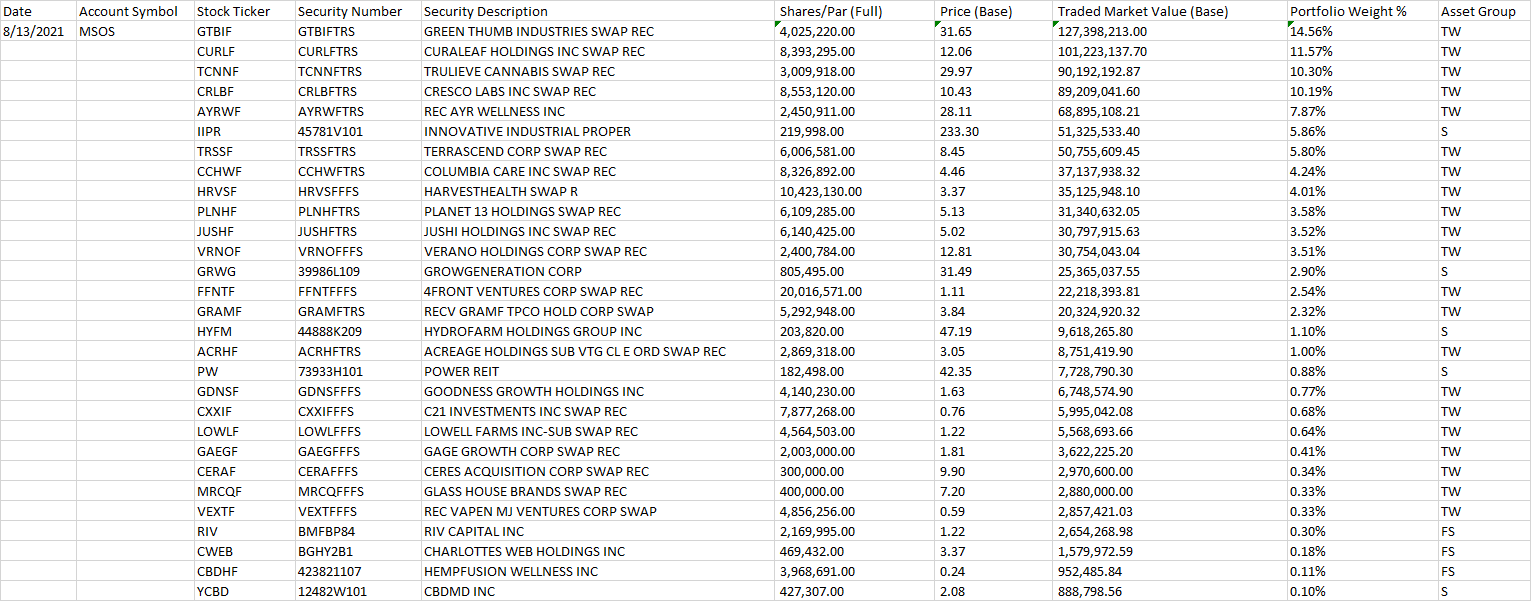 Date Account Symbol Stock Ticker Security Number Security Description Shares/Par (Full) Price (Base) Traded Market Value (Base) Portfolio Weight % Asset Group
8/13/2021 MSOS GTBIF GTBIFTRS GREEN THUMB INDUSTRIES SWAP REC 4,025,220.00 31.65 127,398,213.00 14.56% TW
CURLF CURLFTRS CURALEAF HOLDINGS INC SWAP REC 8,393,295.00 12.06 101,223,137.70 11.57% TW
TCNNF TCNNFTRS TRULIEVE CANNABIS SWAP REC 3,009,918.00 29.97 90,192,192.87 10.30% TW
CRLBF CRLBFTRS CRESCO LABS INC SWAP REC 8,553,120.00 10.43 89,209,041.60 10.19% TW
AYRWF AYRWFTRS REC AYR WELLNESS INC 2,450,911.00 28.11 68,895,108.21 7.87% TW
IIPR 45781V101 INNOVATIVE INDUSTRIAL PROPER 219,998.00 233.30 51,325,533.40 5.86% S
TRSSF TRSSFTRS TERRASCEND CORP SWAP REC 6,006,581.00 8.45 50,755,609.45 5.80% TW
CCHWF CCHWFTRS COLUMBIA CARE INC SWAP REC 8,326,892.00 4.46 37,137,938.32 4.24% TW
HRVSF HRVSFFFS HARVESTHEALTH SWAP R 10,423,130.00 3.37 35,125,948.10 4.01% TW
PLNHF PLNHFTRS PLANET 13 HOLDINGS SWAP REC 6,109,285.00 5.13 31,340,632.05 3.58% TW
JUSHF JUSHFTRS JUSHI HOLDINGS INC SWAP REC 6,140,425.00 5.02 30,797,915.63 3.52% TW
VRNOF VRNOFFFS VERANO HOLDINGS CORP SWAP REC 2,400,784.00 12.81 30,754,043.04 3.51% TW
GRWG 39986L109 GROWGENERATION CORP 805,495.00 31.49 25,365,037.55 2.90% S
FFNTF FFNTFFFS 4FRONT VENTURES CORP SWAP REC 20,016,571.00 1.11 22,218,393.81 2.54% TW
GRAMF GRAMFTRS RECV GRAMF TPCO HOLD CORP SWAP 5,292,948.00 3.84 20,324,920.32 2.32% TW
HYFM 44888K209 HYDROFARM HOLDINGS GROUP INC 203,820.00 47.19 9,618,265.80 1.10% S
ACRHF ACRHFTRS ACREAGE HOLDINGS SUB VTG CL E ORD SWAP REC 2,869,318.00 3.05 8,751,419.90 1.00% TW
PW 73933H101 POWER REIT 182,498.00 42.35 7,728,790.30 0.88% S
GDNSF GDNSFFFS GOODNESS GROWTH HOLDINGS INC 4,140,230.00 1.63 6,748,574.90 0.77% TW
CXXIF CXXIFFFS C21 INVESTMENTS INC SWAP REC 7,877,268.00 0.76 5,995,042.08 0.68% TW
LOWLF LOWLFFFS LOWELL FARMS INC-SUB SWAP REC 4,564,503.00 1.22 5,568,693.66 0.64% TW
GAEGF GAEGFFFS GAGE GROWTH CORP SWAP REC 2,003,000.00 1.81 3,622,225.20 0.41% TW
CERAF CERAFFFS CERES ACQUISITION CORP SWAP REC 300,000.00 9.90 2,970,600.00 0.34% TW
MRCQF MRCQFFFS GLASS HOUSE BRANDS SWAP REC 400,000.00 7.20 2,880,000.00 0.33% TW
VEXTF VEXTFFFS REC VAPEN MJ VENTURES CORP SWAP 4,856,256.00 0.59 2,857,421.03 0.33% TW
RIV BMFBP84 RIV CAPITAL INC 2,169,995.00 1.22 2,654,268.98 0.30% FS
CWEB BGHY2B1 CHARLOTTES WEB HOLDINGS INC 469,432.00 3.37 1,579,972.59 0.18% FS
CBDHF 423821107 HEMPFUSION WELLNESS INC 3,968,691.00 0.24 952,485.84 0.11% FS
YCBD 12482W101 CBDMD INC 427,307.00 2.08 888,798.56 0.10% S